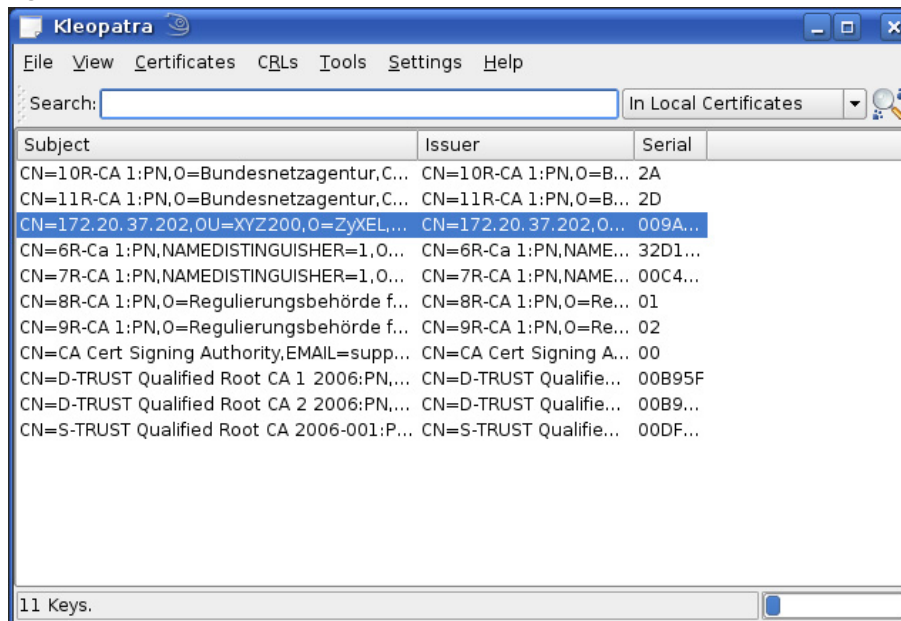 Kleopatra
File View Certificates CRLs Tools Settings Help
Search: In Local Certificates
Subject Issuer Serial
CN=10R-CA 1:PN,O=Bundesnetzagentur,C... CN=10R-CA 1:PN,O=B... 2A
CN=11R-CA 1:PN,O=Bundesnetzagentur,C... CN=11R-CA 1:PN,O=B... 2D
CN=172.20.37.202,OU=XYZ200,O=ZyXEL,... CN=172.20.37.202,O... 009A...
CN=6R-Ca 1:PN,NAMEDISTINGUISHER=1,O... CN=6R-Ca 1:PN,NAME... 32D1...
CN=7R-CA 1:PN,NAMEDISTINGUISHER=1,O... CN=7R-CA 1:PN,NAME... 00C4...
CN=8R-CA 1:PN,O=Regulierungsbehörde f... CN=8R-CA 1:PN,O=Re... 01
CN=9R-CA 1:PN,O=Regulierungsbehörde f... CN=9R-CA 1:PN,O=Re... 02
CN=CA Cert Signing Authority,EMAIL=supp... CN=CA Cert Signing A... 00
CN=D-TRUST Qualified Root CA 1 2006:PN,... CN=D-TRUST Qualifie... 00B95F
CN=D-TRUST Qualified Root CA 2 2006:PN,... CN=D-TRUST Qualifie... 00B9...
CN=S-TRUST Qualified Root CA 2006-001:P... CN=S-TRUST Qualifie... 00DF...
11 Keys.